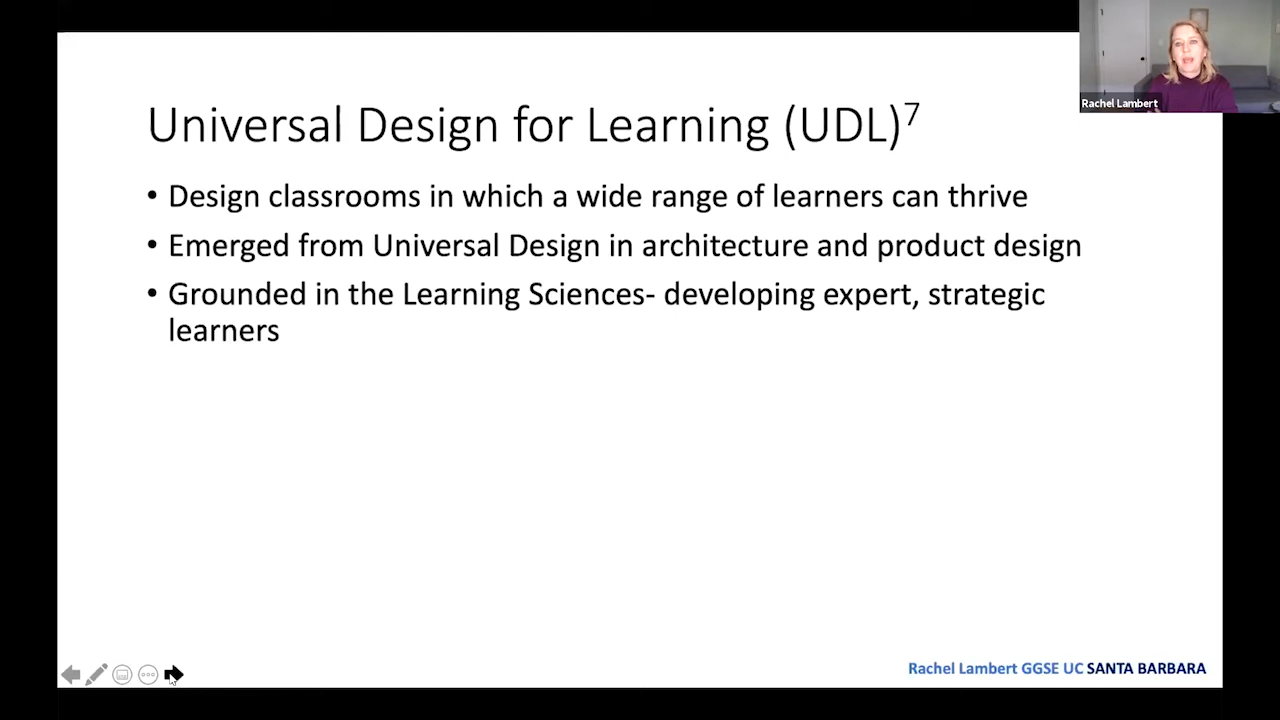 Rachel Lambert
Universal Design for Learning (UDL)7
• Design classrooms in which a wide range of learners can thrive
• Emerged from Universal Design in architecture and product design
• Grounded in the Learning Sciences- developing expert, strategic
learners
Rachel Lambert GGSE UC SANTA BARBARA